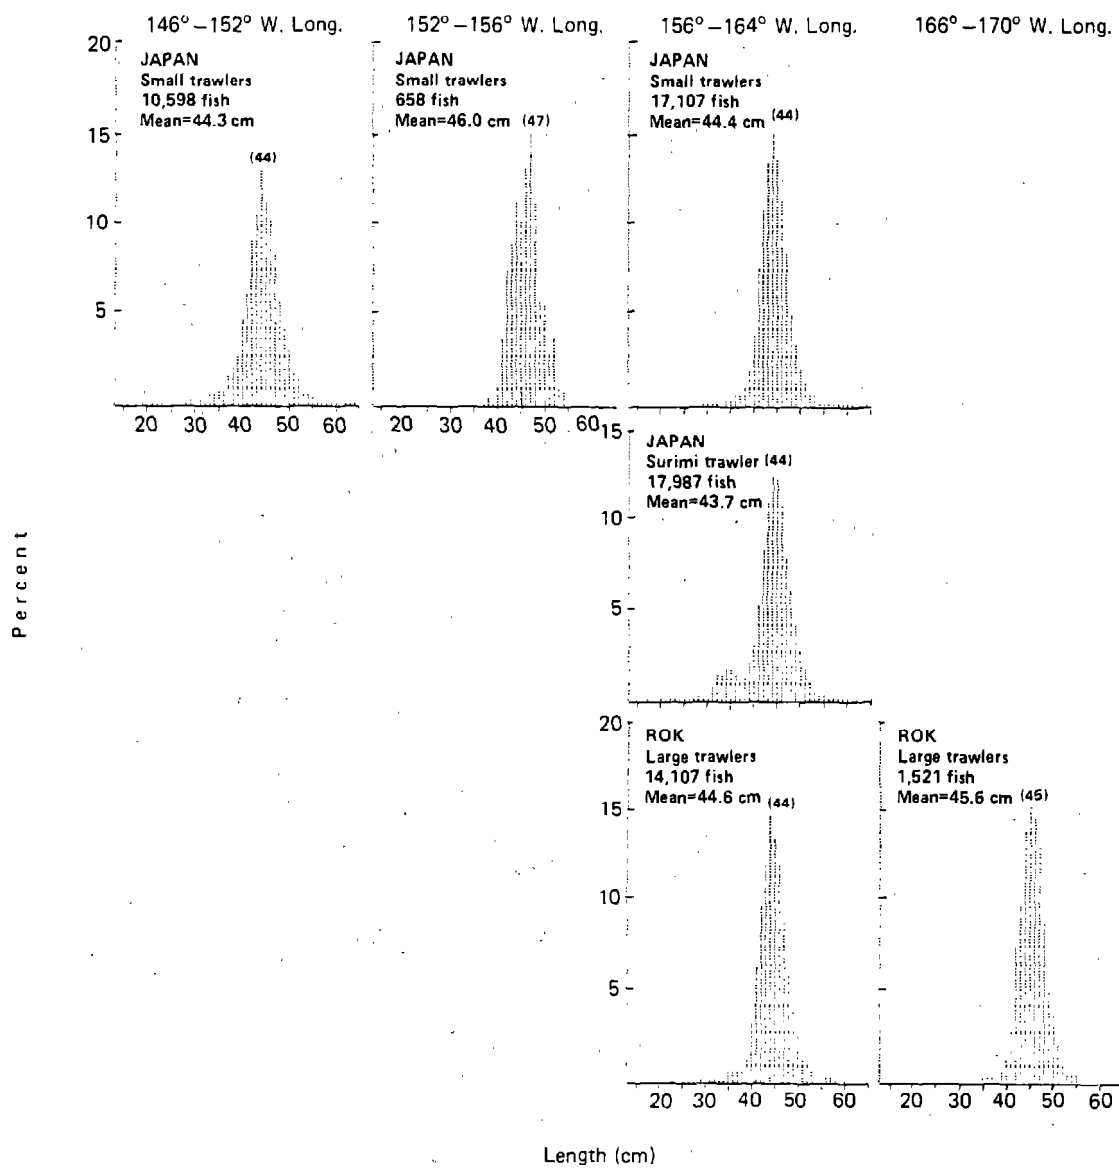 146° –152° W. Long.
152° –156° W. Long.
156° –164° W. Long.
166° –170° W. Long.
20
15
10
5
JAPAN
Small trawlers
10,598 fish
Mean=44.3 cm
(44)
20 30 40 50 60
JAPAN
Small trawlers
658 fish
Mean=46.0 cm (47)
20 30 40 50 60
JAPAN
Small trawlers
17,107 fish
Mean=44.4 cm (44)
15
10
5
JAPAN
Surimi trawler (44)
17,987 fish
Mean=43.7 cm
20
15
10
5
ROK
Large trawlers
14,107 fish
Mean=44.6 cm (44)
20 30 40 50 60
ROK
Large trawlers
1,521 fish
Mean=45.6 cm (45)
20 30 40 50 60
Percent
Length (cm)